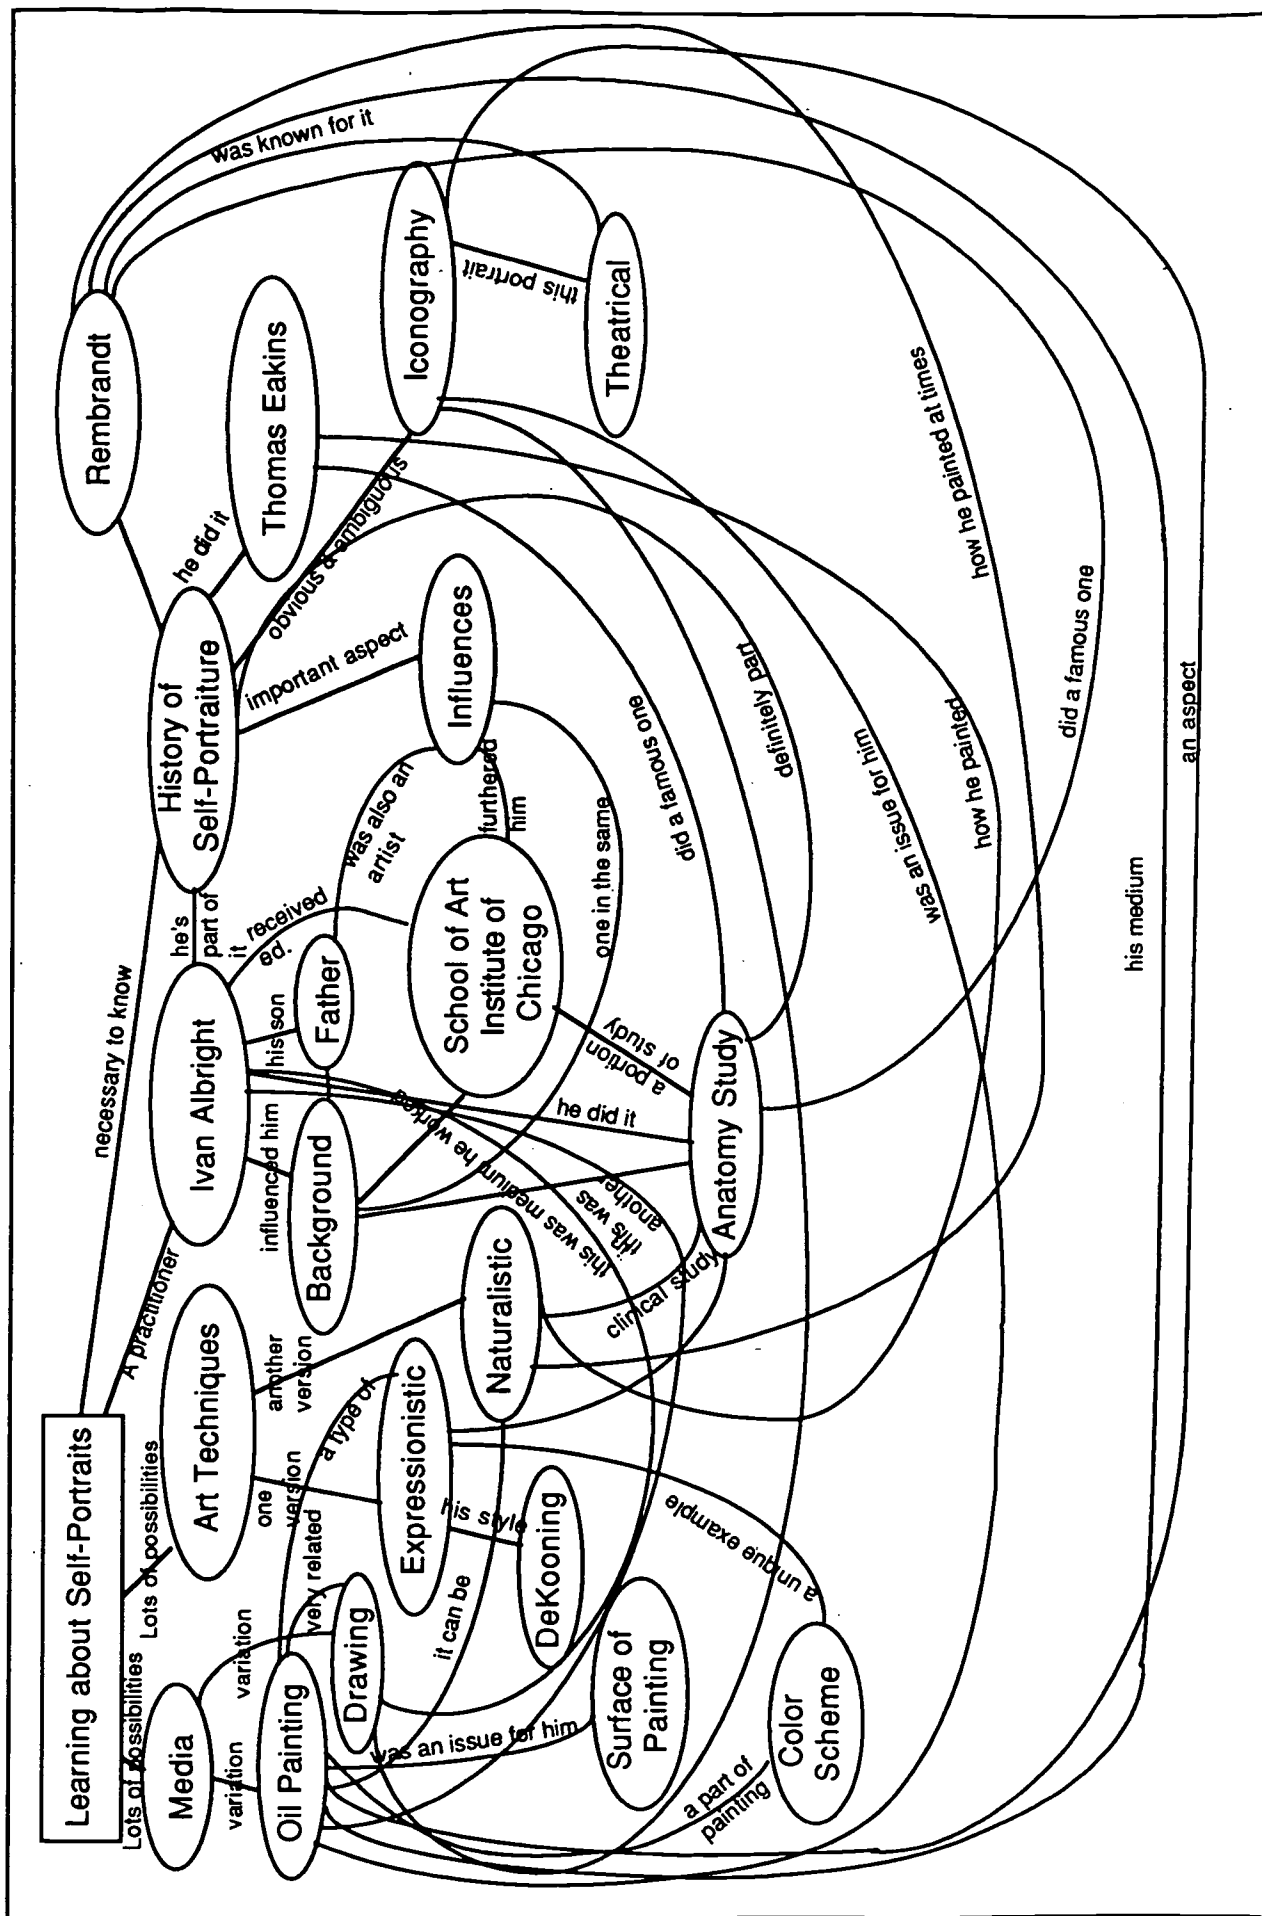 Learning about Self-Portraits
necessary to know
A practitioner
Lots of possibilities
Lots of possibilities
Media
Art Techniques
Ivan Albright
he's
part of
it
History of
Self-Portraiture
he did it
Rembrandt
was known for it
variation
variation
Oil Painting
very related
a type of
one
version
another
version
influenced him
his son
received
ed.
Background
Father
was also an
artist
important aspect
obvious & ambiguous
Thomas Eakins
Drawing
Expressionistic
Naturalistic
School of Art
Institute of
Chicago
furthered
him
Influences
Iconography
this portrait
it can be
his style
DeKooning
this was medium he worked
in
this was
another
he did it
a portion
of study
one in the same
Theatrical
was an issue for him
Surface of
Painting
clinical study
Anatomy Study
did a famous one
definitely part
a unique example
a part of
painting
Color
Scheme
was an issue for him
how he painted
how he painted at times
did a famous one
his medium
an aspect